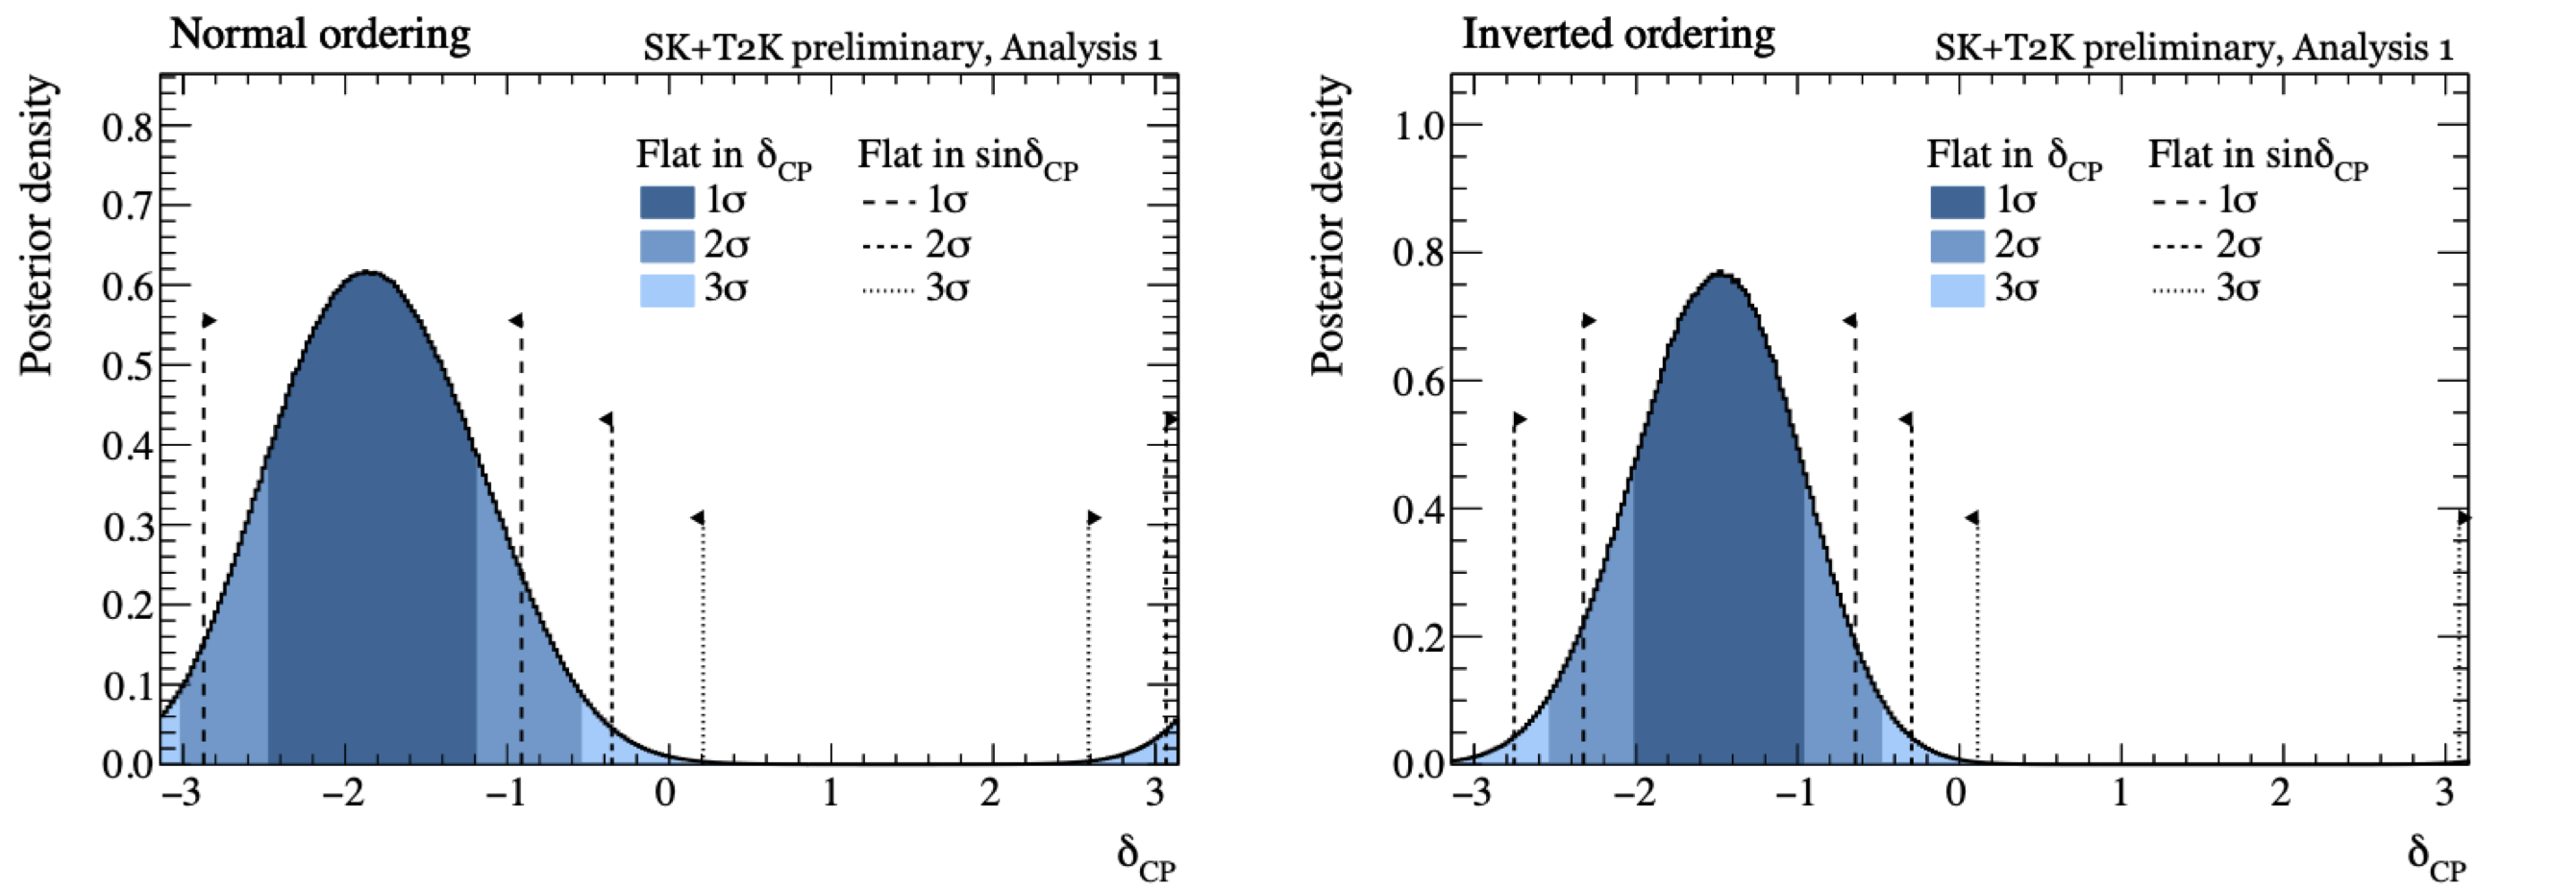 Normal ordering
SK+T2K preliminary, Analysis 1
Posterior density
0.8
0.7
0.6
0.5
0.4
0.3
0.2
0.1
0.0
Flat in δCP Flat in sinδCP
1σ 1σ
2σ 2σ
3σ 3σ
−3 −2 −1 0 1 2 3
δCP
Inverted ordering
SK+T2K preliminary, Analysis 1
Posterior density
1.0
0.8
0.6
0.4
0.2
0.0
Flat in δCP Flat in sinδCP
1σ 1σ
2σ 2σ
3σ 3σ
−3 −2 −1 0 1 2 3
δCP